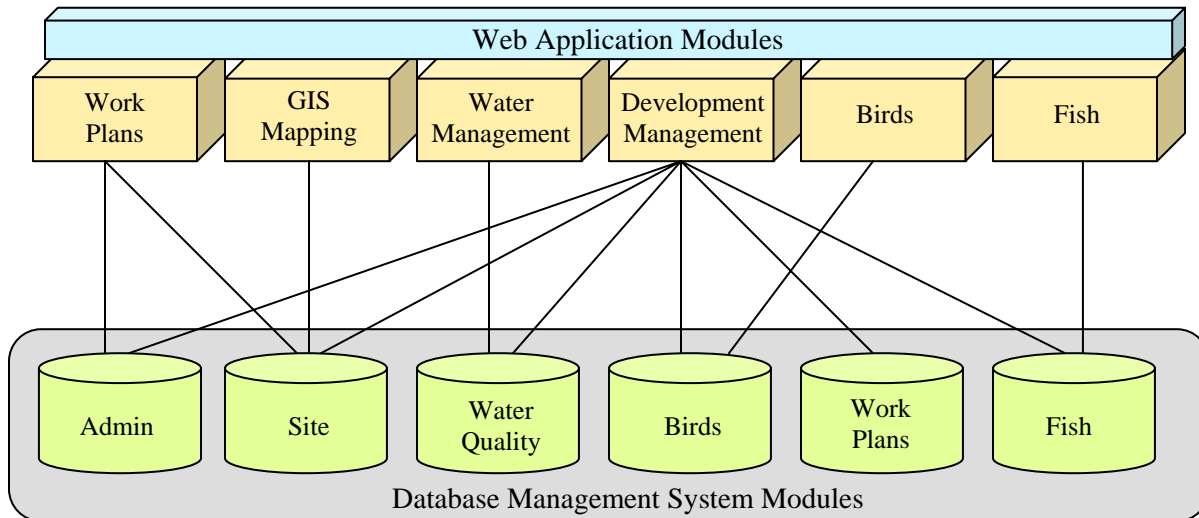 Web Application Modules
Work
Plans
GIS
Mapping
Water
Management
Development
Management
Birds
Fish
Admin
Site
Water
Quality
Birds
Work
Plans
Fish
Database Management System Modules